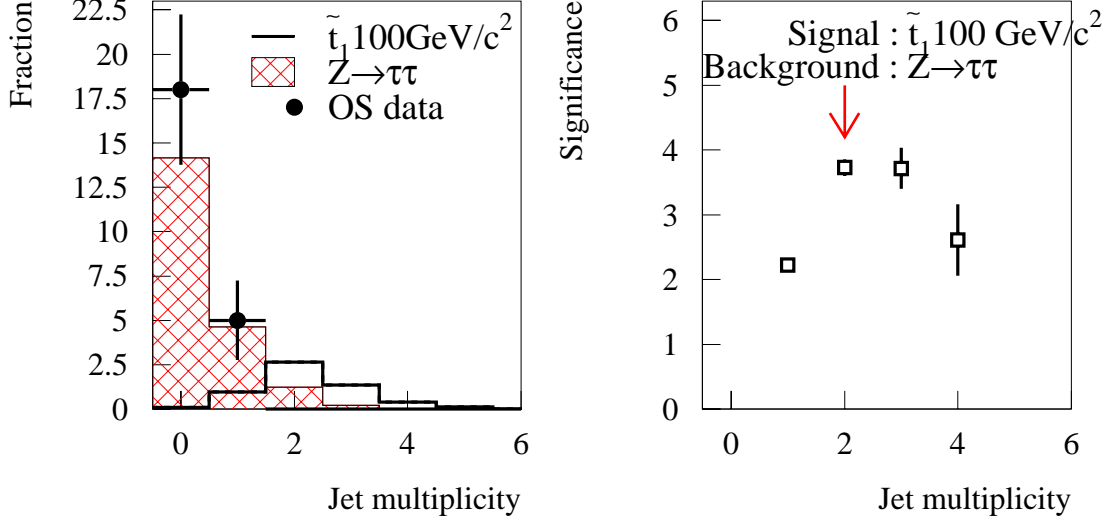 Fraction
22.5
20
17.5
15
12.5
10
7.5
5
2.5
0
t̃₁100GeV/c²
Z→ττ
OS data
0
2
4
6
Jet multiplicity
Significance
6
5
4
3
2
1
0
Signal : t̃₁100 GeV/c²
Background : Z→ττ
0
2
4
6
Jet multiplicity